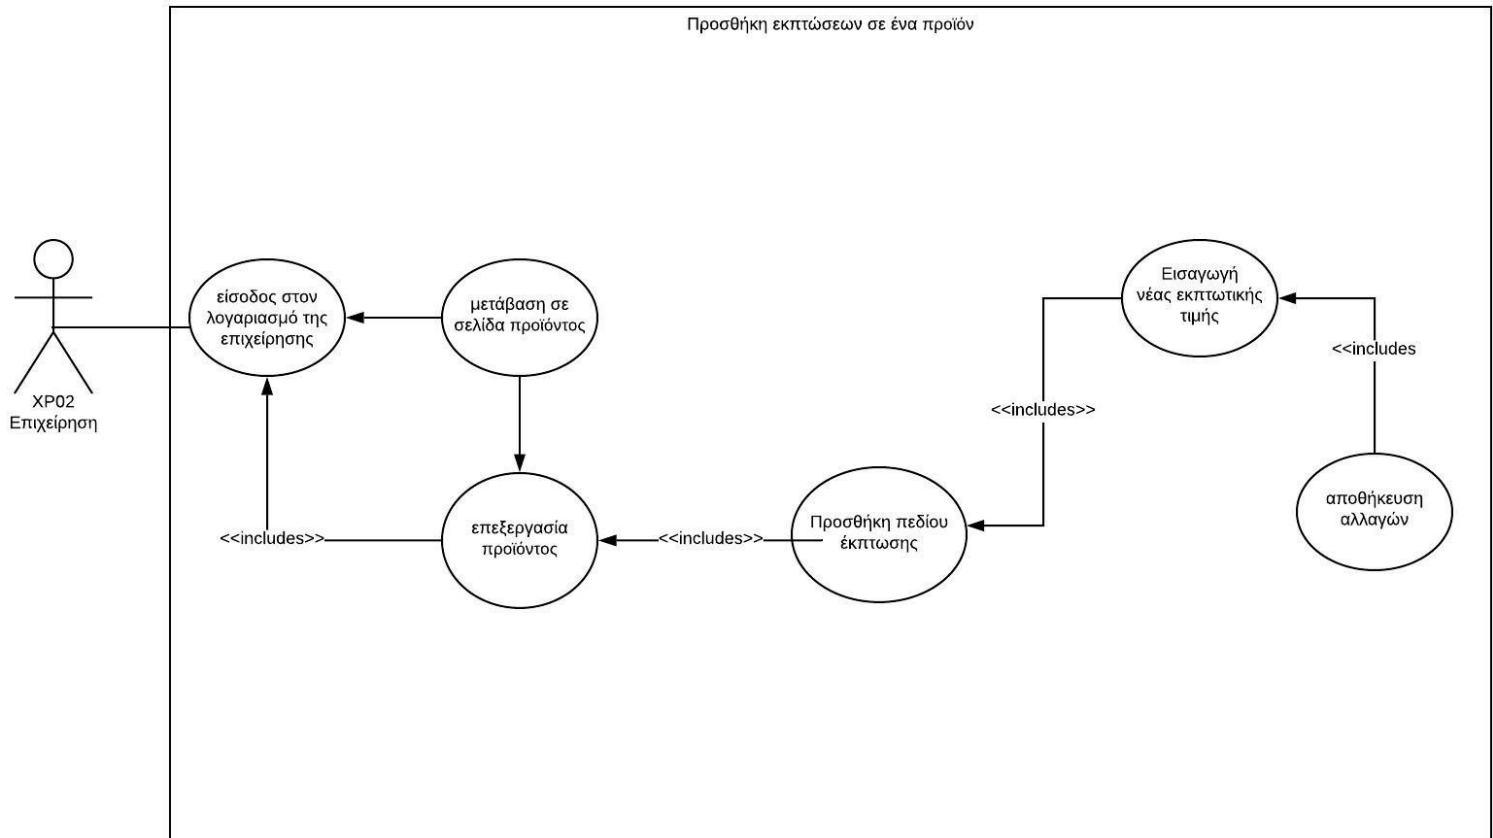 Προσθήκη εκπτώσεων σε ένα προϊόν
XP02
Επιχείρηση
είσοδος στον
λογαριασμό της
επιχείρησης
μετάβαση σε
σελίδα προϊόντος
<<includes>>
επεξεργασία
προϊόντος
<<includes>>
Προσθήκη πεδίου
έκπτωσης
<<includes>>
Εισαγωγή
νέας εκπτωτικής
τιμής
<<includes
αποθήκευση
αλλαγών